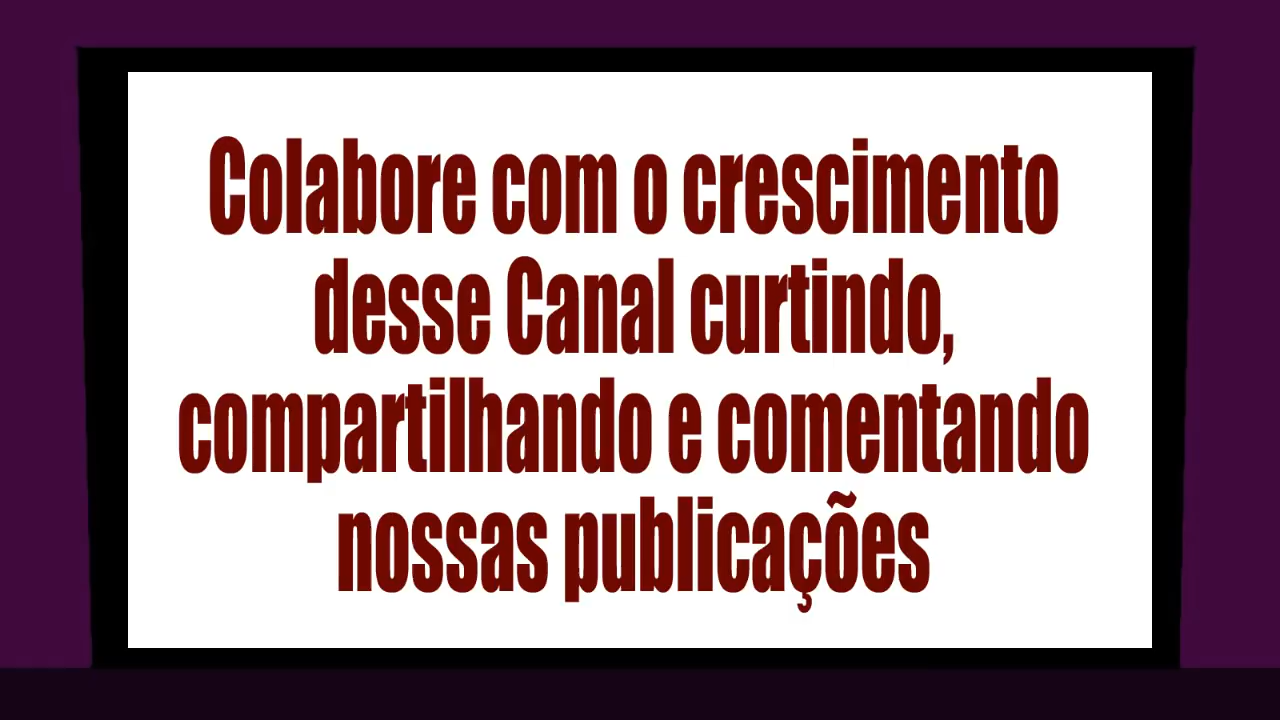 Colabore com o crescimento
desse Canal curtindo,
compartilhando e comentando
nossas publicações